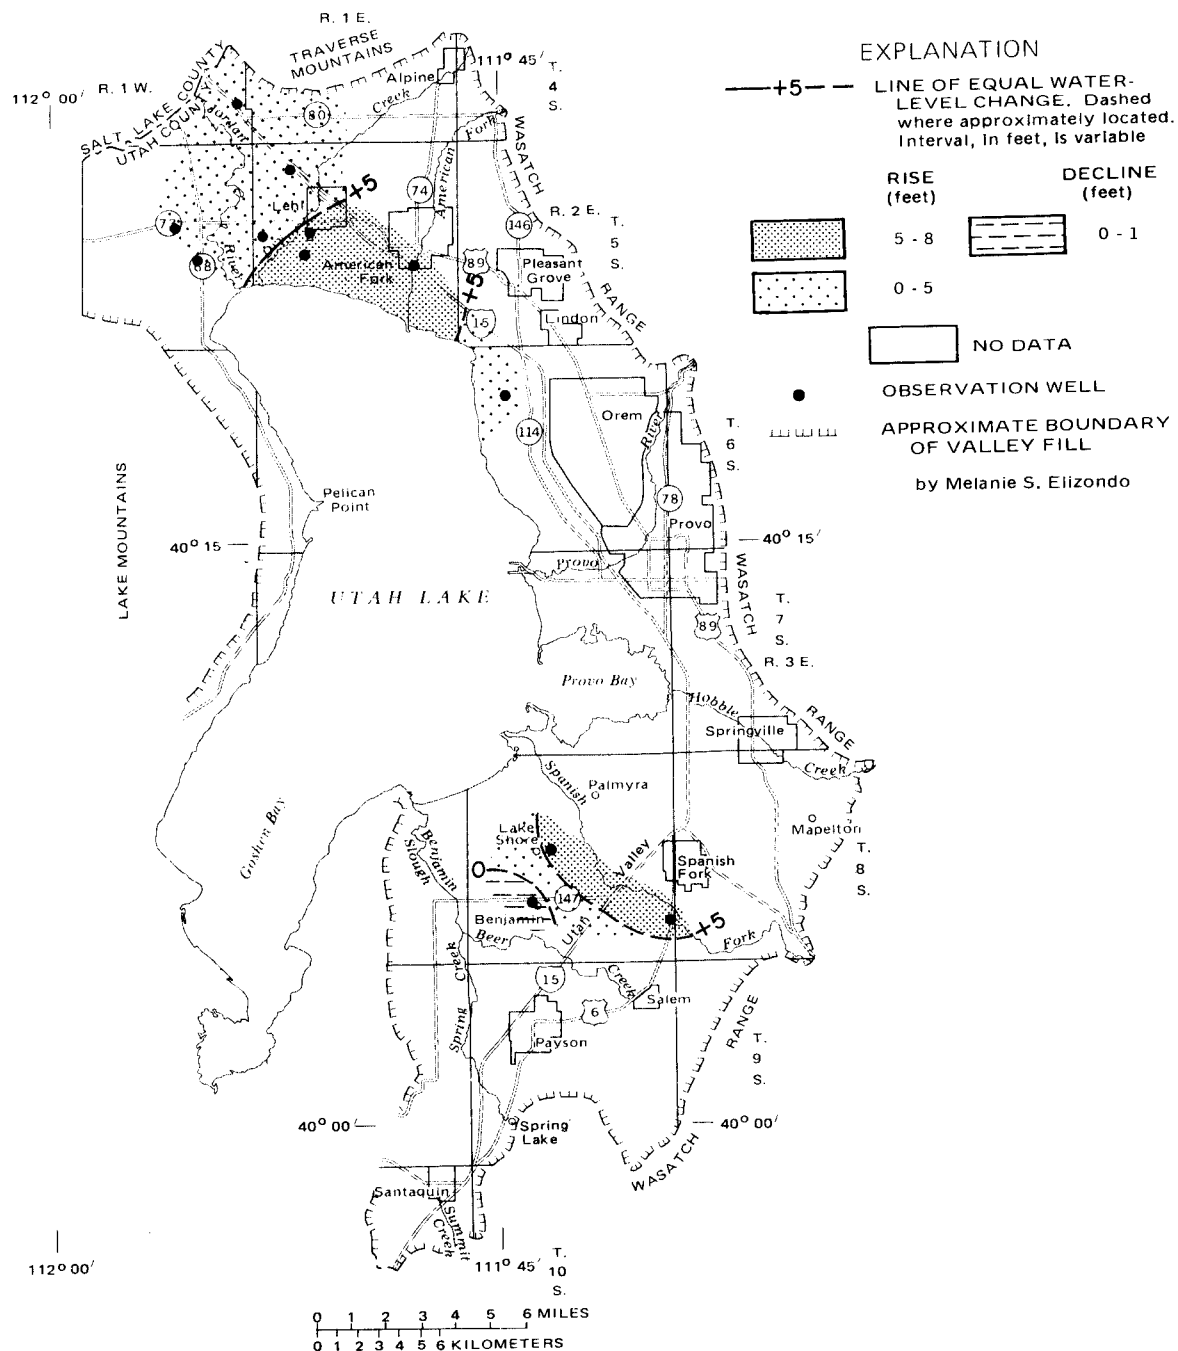 R. 1 E.
TRAVERSE
MOUNTAINS
112° 00′
R. 1 W.
SALT LAKE COUNTY
UTAH COUNTY
Jordan
River
80
Alpine
Creek
111° 45′
T.
4
S.
Fork
American
WASATCH
RANGE
Lehi
+5
74
73
68
American
Fork
146
R. 2 E.
T.
5
S.
89
Pleasant
Grove
+5
15
Lindon
EXPLANATION
+5
LINE OF EQUAL WATER-
LEVEL CHANGE. Dashed
where approximately located.
Interval, in feet, is variable
RISE
(feet)
DECLINE
(feet)
5 - 8
0 - 1
0 - 5
NO DATA
OBSERVATION WELL
APPROXIMATE BOUNDARY
OF VALLEY FILL
by Melanie S. Elizondo
Orem
River
114
T.
6
S.
LAKE MOUNTAINS
Pelican
Point
78
Provo
40° 15′
40° 15′
Provo
WASATCH
RANGE
UTAH LAKE
T.
7
S.
89
R. 3 E.
Provo Bay
Hobble
Springville
Creek
Spanish
Palmyra
Mapelton
Goshen Bay
Benjamin
Slough
Lake
Shore
Valley
Spanish
Fork
T.
8
S.
0
147
Benjamin
Utah
+5
Beer
Fork
Creek
15
Creek
Salem
6
Spring
Payson
RANGE
T.
9
S.
40° 00′
Spring
Lake
40° 00′
WASATCH
Santaquin
Summit
Creek
112° 00′
111° 45′
T.
10
S.
0 1 2 3 4 5 6 MILES
0 1 2 3 4 5 6 KILOMETERS